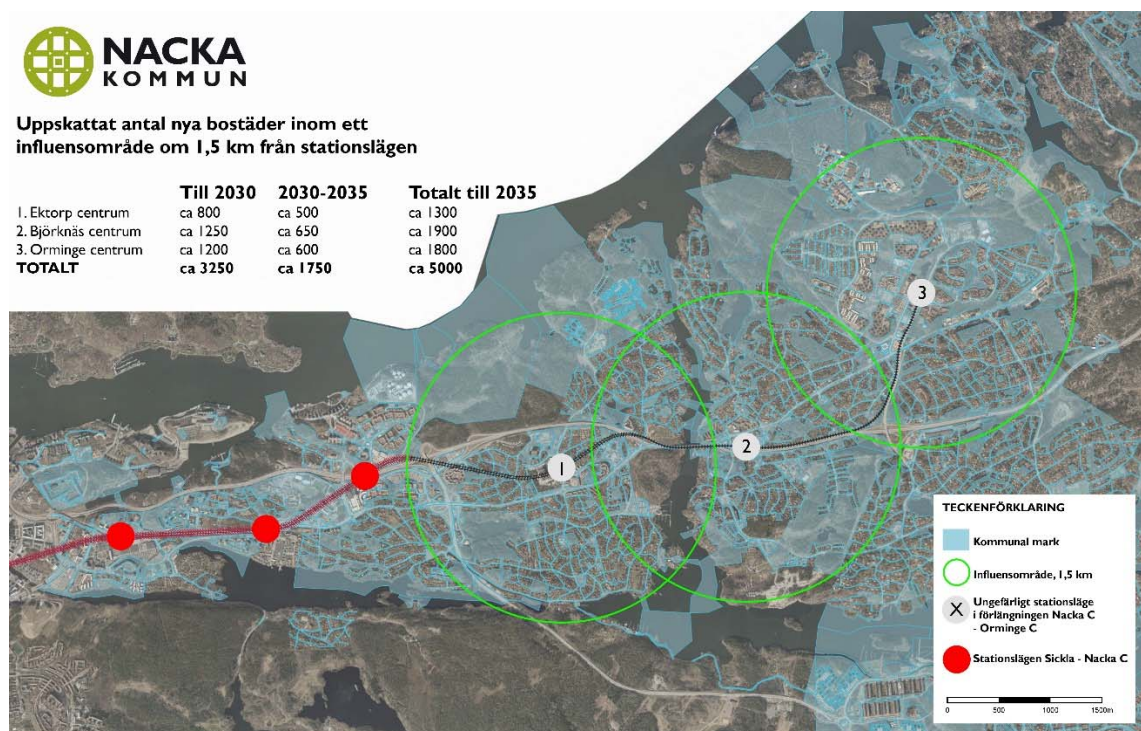 NACKA
KOMMUN
Uppskattat antal nya bostäder inom ett
influensområde om 1,5 km från stationslägen
Till 2030 2030-2035 Totalt till 2035
1. Ektorp centrum ca 800 ca 500 ca 1300
2. Björknäs centrum ca 1250 ca 650 ca 1900
3. Orminge centrum ca 1200 ca 600 ca 1800
TOTALT ca 3250 ca 1750 ca 5000
3
2
1
TECKENFÖRKLARING
Kommunal mark
Influensområde, 1,5 km
X Ungefärligt stationsläge
i förlängningen Nacka C
- Orminge C
Stationslägen Sickla - Nacka C
0 500 1000 1500m